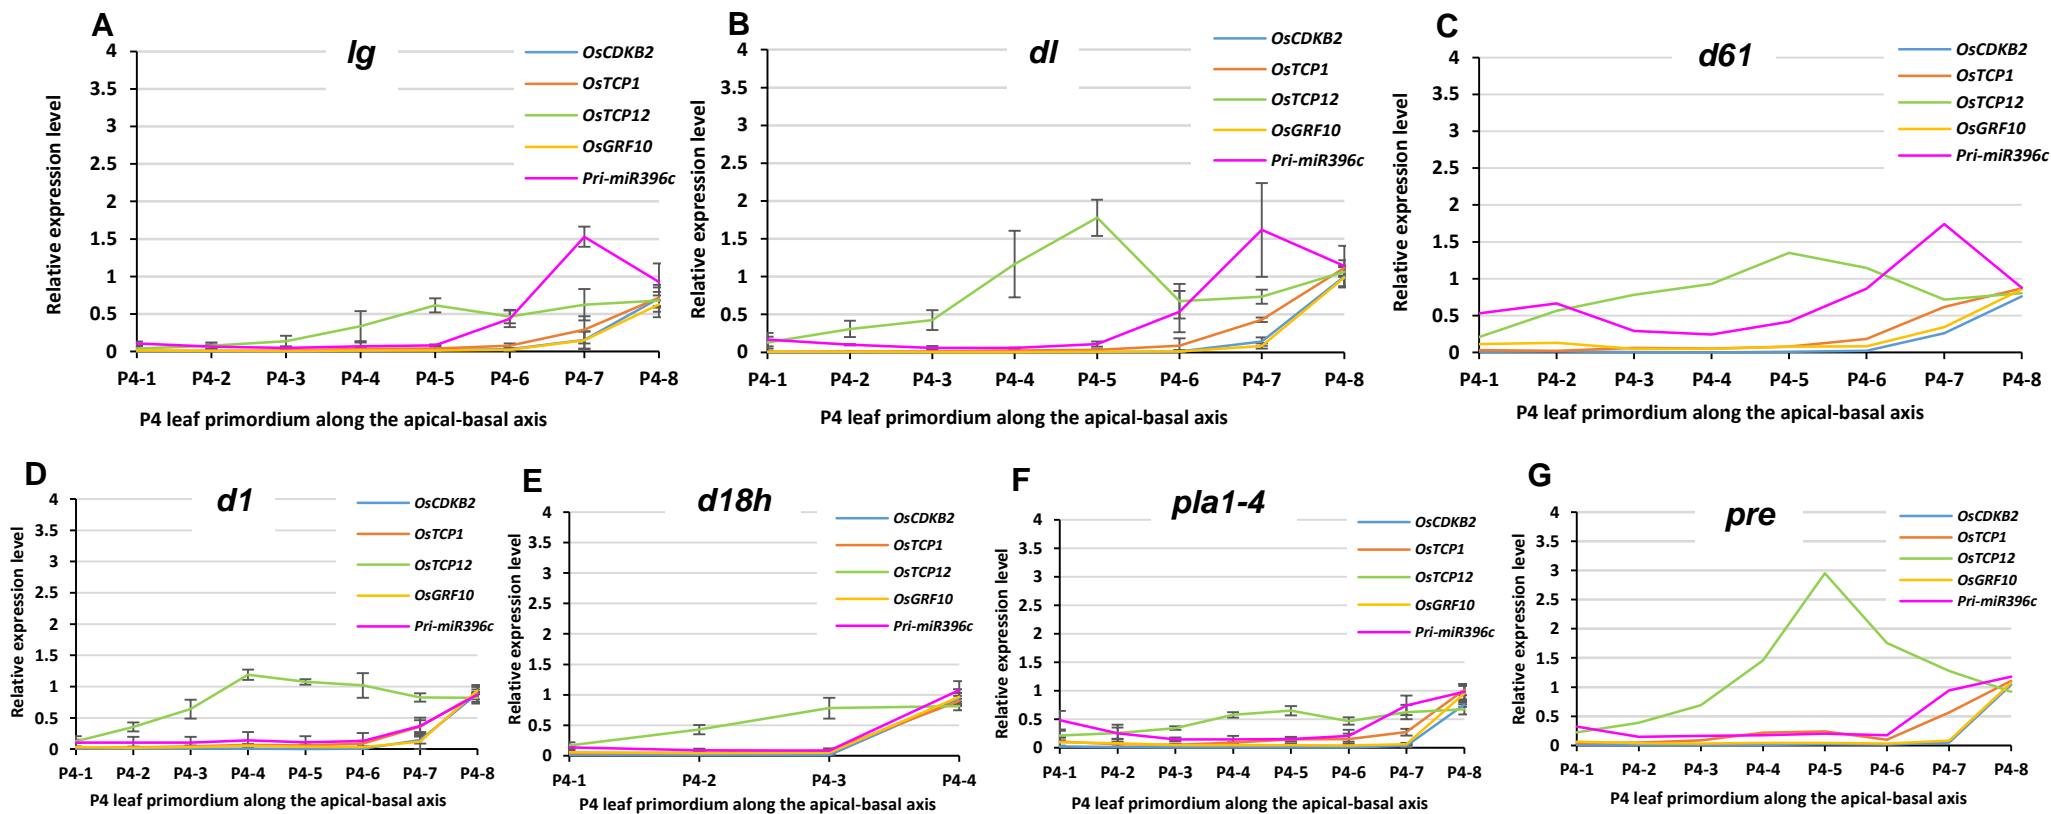 A
lg
OsCDKB2
OsTCP1
OsTCP12
OsGRF10
Pri-miR396c
Relative expression level
4
3.5
3
2.5
2
1.5
1
0.5
0
P4-1 P4-2 P4-3 P4-4 P4-5 P4-6 P4-7 P4-8
P4 leaf primordium along the apical-basal axis
B
dl
OsCDKB2
OsTCP1
OsTCP12
OsGRF10
Pri-miR396c
Relative expression level
4
3.5
3
2.5
2
1.5
1
0.5
0
P4-1 P4-2 P4-3 P4-4 P4-5 P4-6 P4-7 P4-8
P4 leaf primordium along the apical-basal axis
C
d61
OsCDKB2
OsTCP1
OsTCP12
OsGRF10
Pri-miR396c
Relative expression level
4
3.5
3
2.5
2
1.5
1
0.5
0
P4-1 P4-2 P4-3 P4-4 P4-5 P4-6 P4-7 P4-8
P4 leaf primordium along the apical-basal axis
D
d1
OsCDKB2
OsTCP1
OsTCP12
OsGRF10
Pri-miR396c
Relative expression level
4
3.5
3
2.5
2
1.5
1
0.5
0
P4-1 P4-2 P4-3 P4-4 P4-5 P4-6 P4-7 P4-8
P4 leaf primordium along the apical-basal axis
E
d18h
OsCDKB2
OsTCP1
OsTCP12
OsGRF10
Pri-miR396c
Relative expression level
4
3.5
3
2.5
2
1.5
1
0.5
0
P4-1 P4-2 P4-3 P4-4
P4 leaf primordium along the apical-basal axis
F
pla1-4
OsCDKB2
OsTCP1
OsTCP12
OsGRF10
Pri-miR396c
Relative expression level
4
3.5
3
2.5
2
1.5
1
0.5
0
P4-1 P4-2 P4-3 P4-4 P4-5 P4-6 P4-7 P4-8
P4 leaf primordium along the apical-basal axis
G
pre
OsCDKB2
OsTCP1
OsTCP12
OsGRF10
Pri-miR396c
Relative expression level
4
3.5
3
2.5
2
1.5
1
0.5
0
P4-1 P4-2 P4-3 P4-4 P4-5 P4-6 P4-7 P4-8
P4 leaf primordium along the apical-basal axis